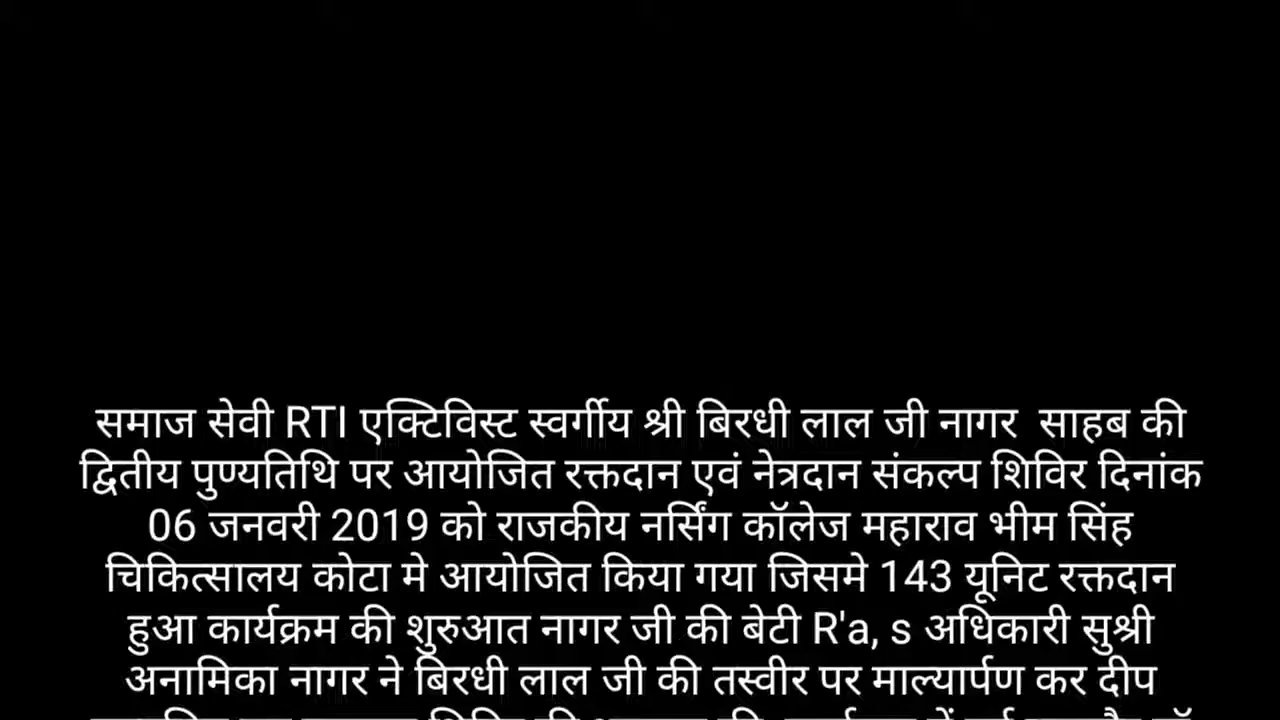 समाज सेवी RTI एक्टिविस्ट स्वर्गीय श्री बिरधी लाल जी नागर साहब की
द्वितीय पुण्यतिथि पर आयोजित रक्तदान एवं नेत्रदान संकल्प शिविर दिनांक
06 जनवरी 2019 को राजकीय नर्सिंग कॉलेज महाराव भीम सिंह
चिकित्सालय कोटा मे आयोजित किया गया जिसमे 143 यूनिट रक्तदान
हुआ कार्यक्रम की शुरुआत नागर जी की बेटी R'a, s अधिकारी सुश्री
अनामिका नागर ने बिरधी लाल जी की तस्वीर पर माल्यार्पण कर दीप